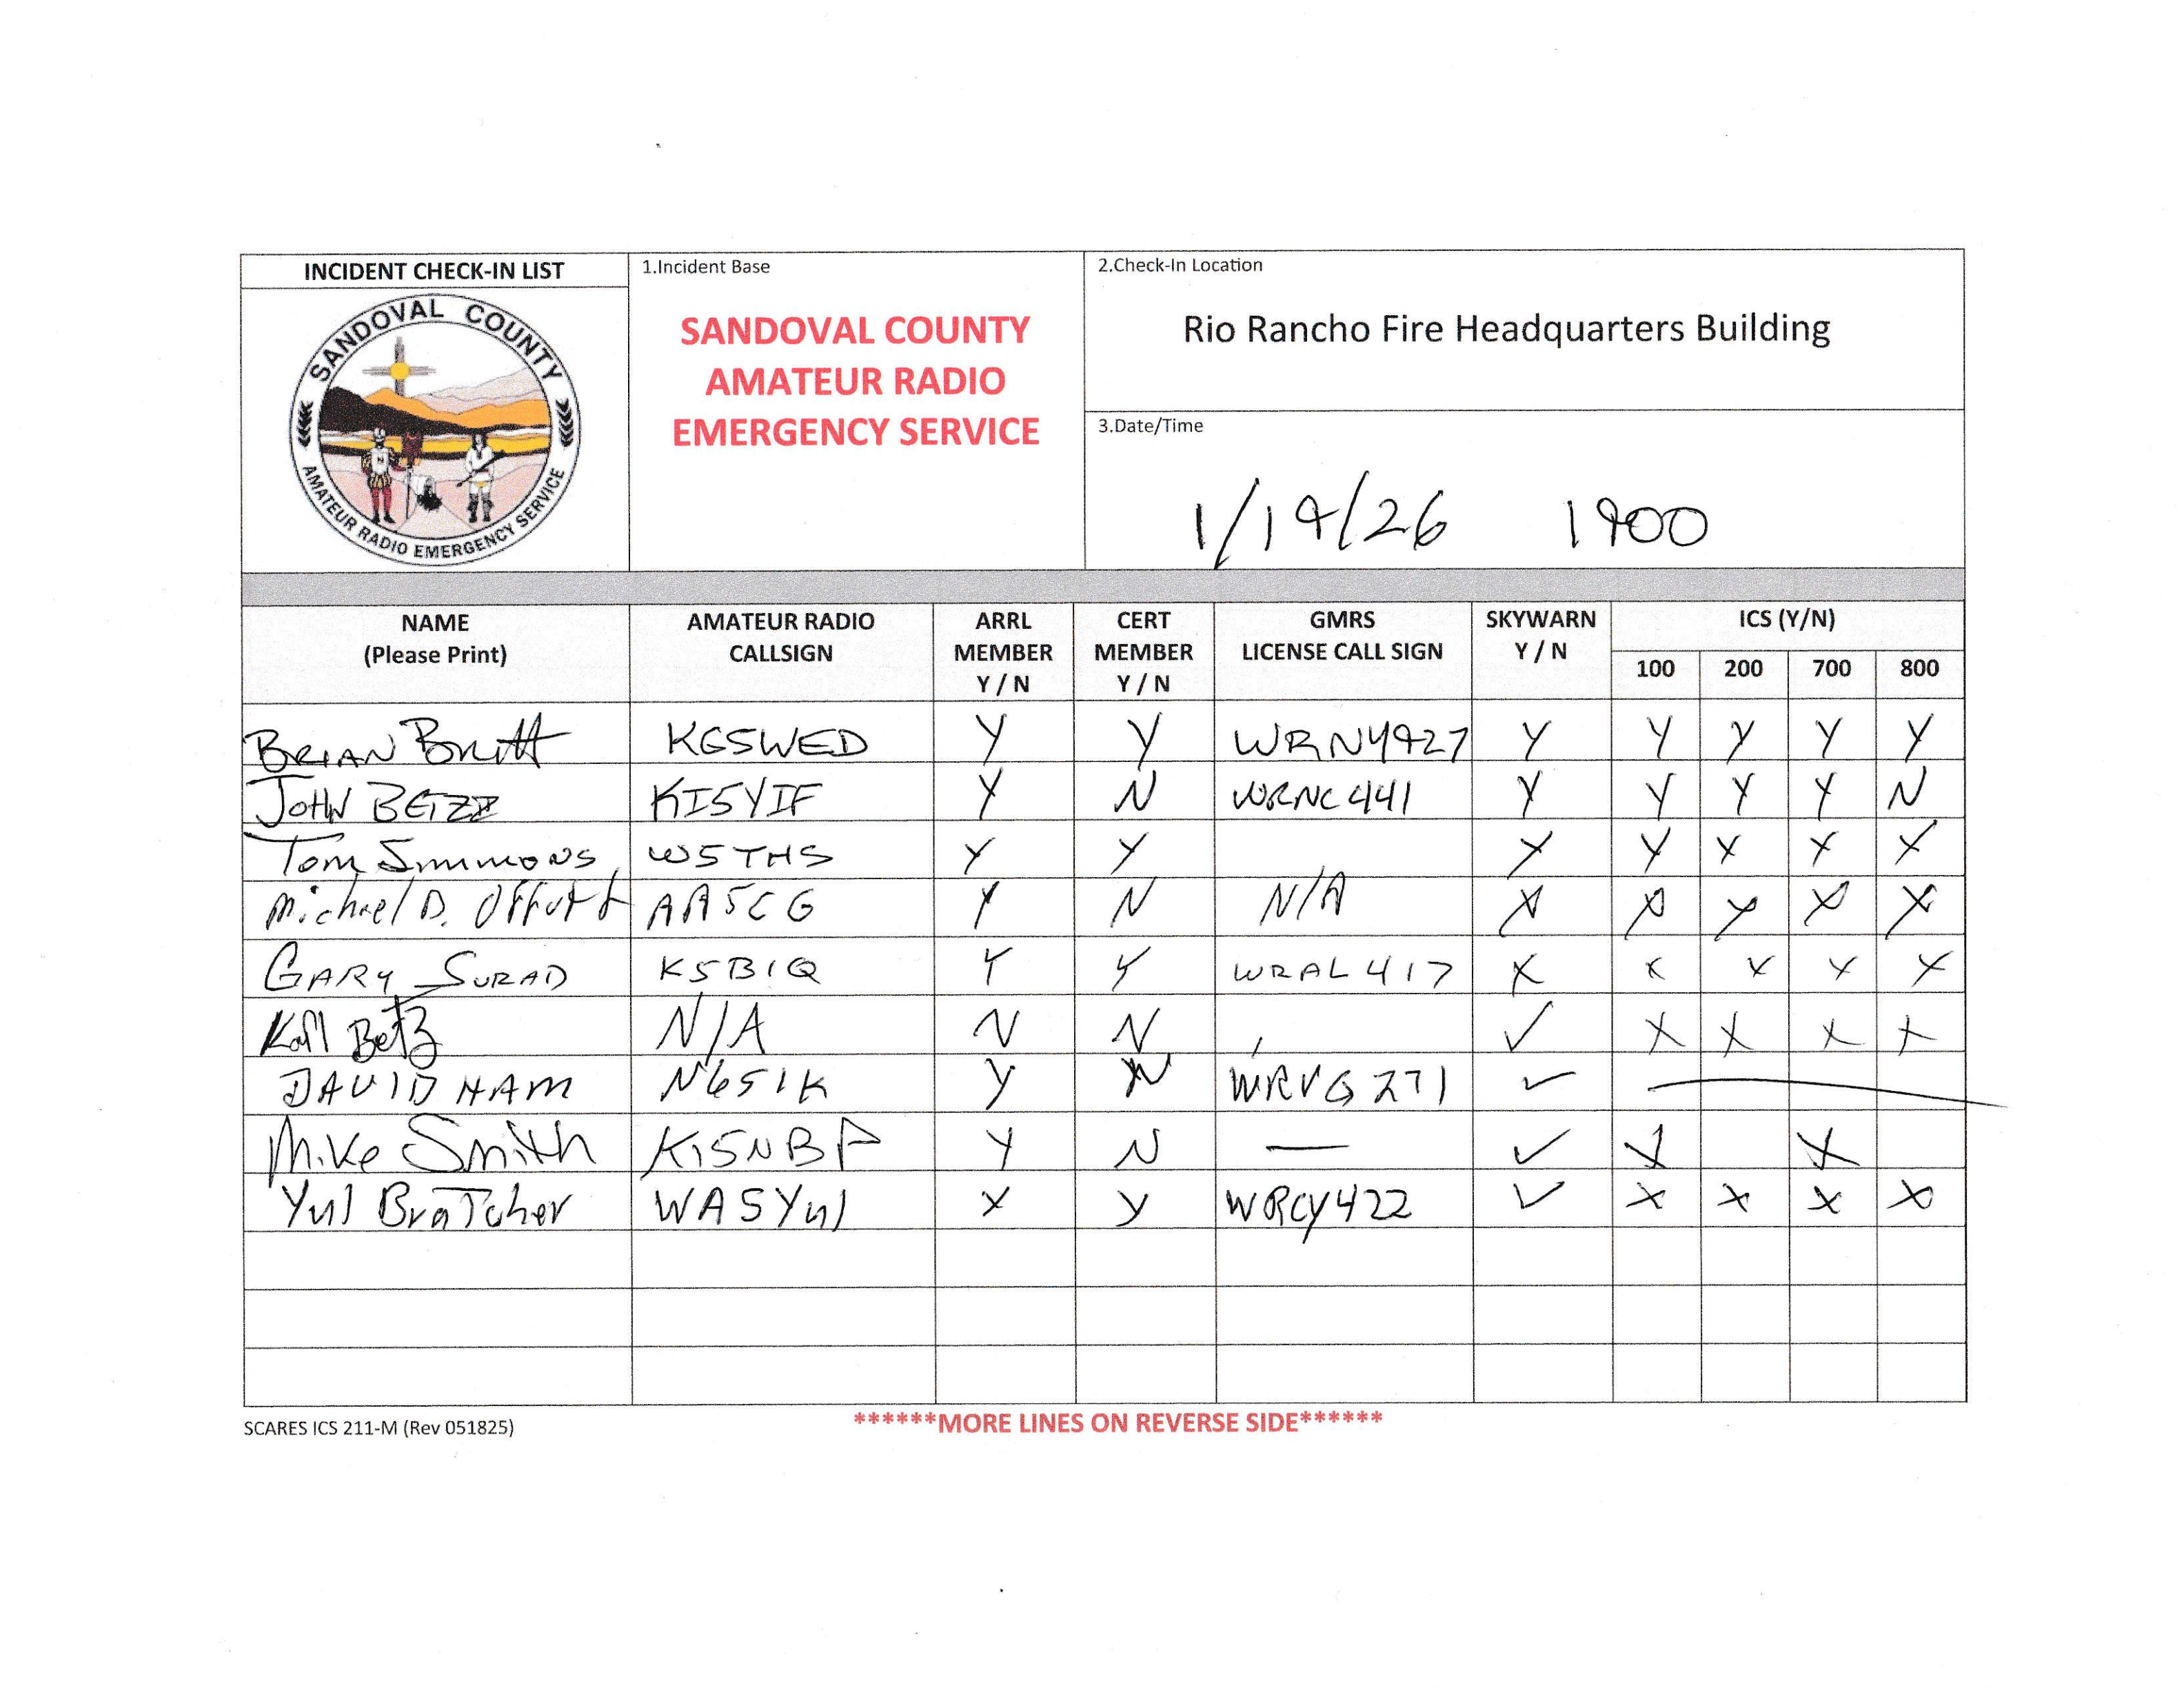 INCIDENT CHECK-IN LIST
SANDOVAL COUNTY
AMATEUR RADIO EMERGENCY SERVICE
1.Incident Base
SANDOVAL COUNTY
AMATEUR RADIO
EMERGENCY SERVICE
2.Check-In Location
Rio Rancho Fire Headquarters Building
3.Date/Time
1/19/26 1900
NAME (Please Print) AMATEUR RADIO CALLSIGN ARRL MEMBER Y / N CERT MEMBER Y / N GMRS LICENSE CALL SIGN SKYWARN Y / N ICS (Y/N)
100 200 700 800
BRIAN Britt KG5WED Y Y WRNY927 Y Y Y Y Y
JOHN BETZ KI5YIF Y N WRNC441 Y Y Y Y N
Tom Simmons W5THS Y Y Y Y Y Y Y
Michael D. Offutt AA5CG Y N N/A X X Y X X
GARY SURAD K5BIQ Y Y WRAL417 X X X X X
Kall Betz N/A N N ✓ X X X X
DAVID HAM N6SIK Y N WRVG271 ✓
Mike Smith KI5NBP Y N — ✓ X X
Yul BraTcher WA5Yul X Y WRCY422 ✓ X X X X
SCARES ICS 211-M (Rev 051825)
******MORE LINES ON REVERSE SIDE******